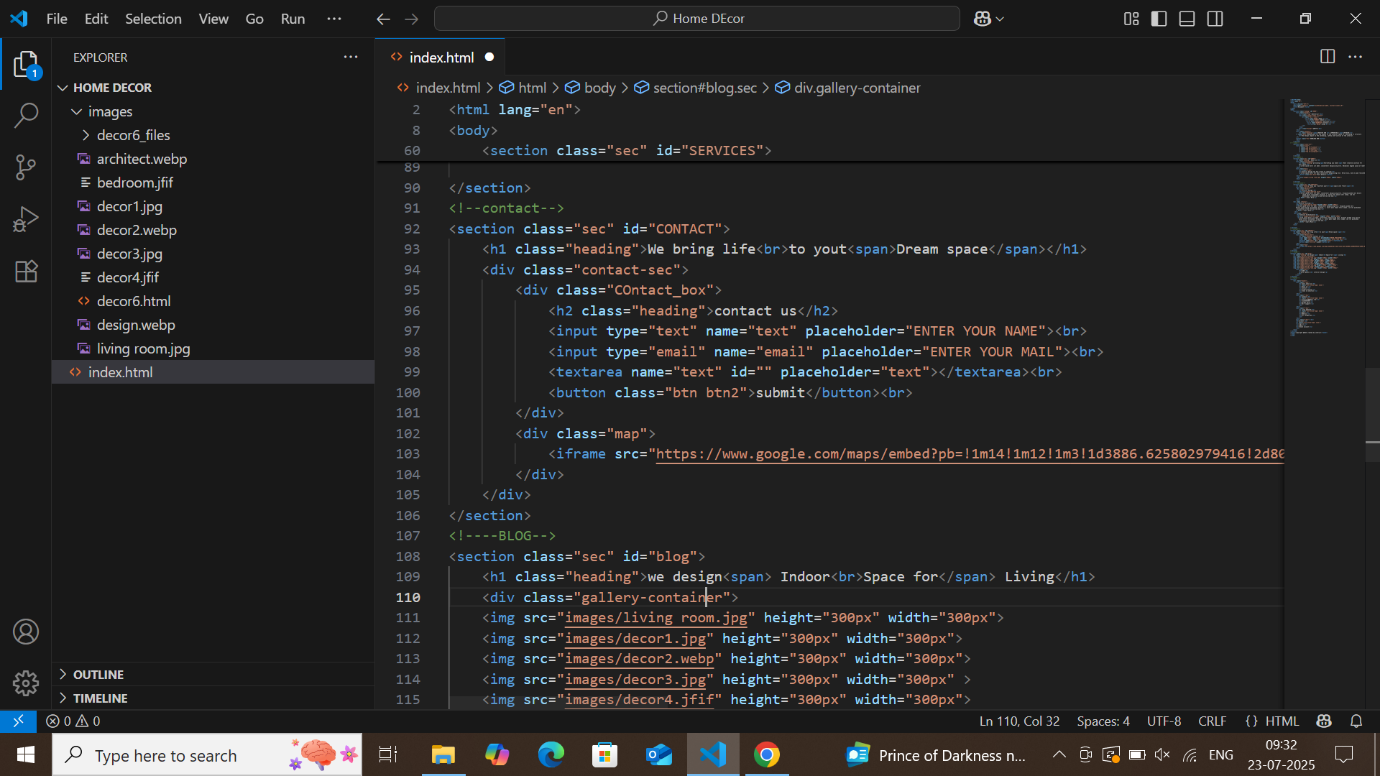 File Edit Selection View Go Run ··· Home DEcor
EXPLORER ···
HOME DECOR
images
decor6_files
architect.webp
bedroom.jfif
decor1.jpg
decor2.webp
decor3.jpg
decor4.jfif
decor6.html
design.webp
living room.jpg
index.html
OUTLINE
TIMELINE
1
index.html
index.html > html > body > section#blog.sec > div.gallery-container
2 <html lang="en">
8 <body>
60 <section class="sec" id="SERVICES">
89
90 </section>
91 <!--contact-->
92 <section class="sec" id="CONTACT">
93 <h1 class="heading">We bring life<br>to yout<span>Dream space</span></h1>
94 <div class="contact-sec">
95 <div class="COntact_box">
96 <h2 class="heading">contact us</h2>
97 <input type="text" name="text" placeholder="ENTER YOUR NAME"><br>
98 <input type="email" name="email" placeholder="ENTER YOUR MAIL"><br>
99 <textarea name="text" id="" placeholder="text"></textarea><br>
100 <button class="btn btn2">submit</button><br>
101 </div>
102 <div class="map">
103 <iframe src="https://www.google.com/maps/embed?pb=!1m14!1m12!1m3!1d3886.625802979416!2d80
104 </div>
105 </div>
106 </section>
107 <!----BLOG-->
108 <section class="sec" id="blog">
109 <h1 class="heading">we design<span> Indoor<br>Space for</span> Living</h1>
110 <div class="gallery-container">
111 <img src="images/living room.jpg" height="300px" width="300px">
112 <img src="images/decor1.jpg" height="300px" width="300px">
113 <img src="images/decor2.webp" height="300px" width="300px">
114 <img src="images/decor3.jpg" height="300px" width="300px" >
115 <img src="images/decor4.jfif" height="300px" width="300px">
0 0 Ln 110, Col 32 Spaces: 4 UTF-8 CRLF {} HTML
Type here to search Prince of Darkness n... ENG 09:32
23-07-2025